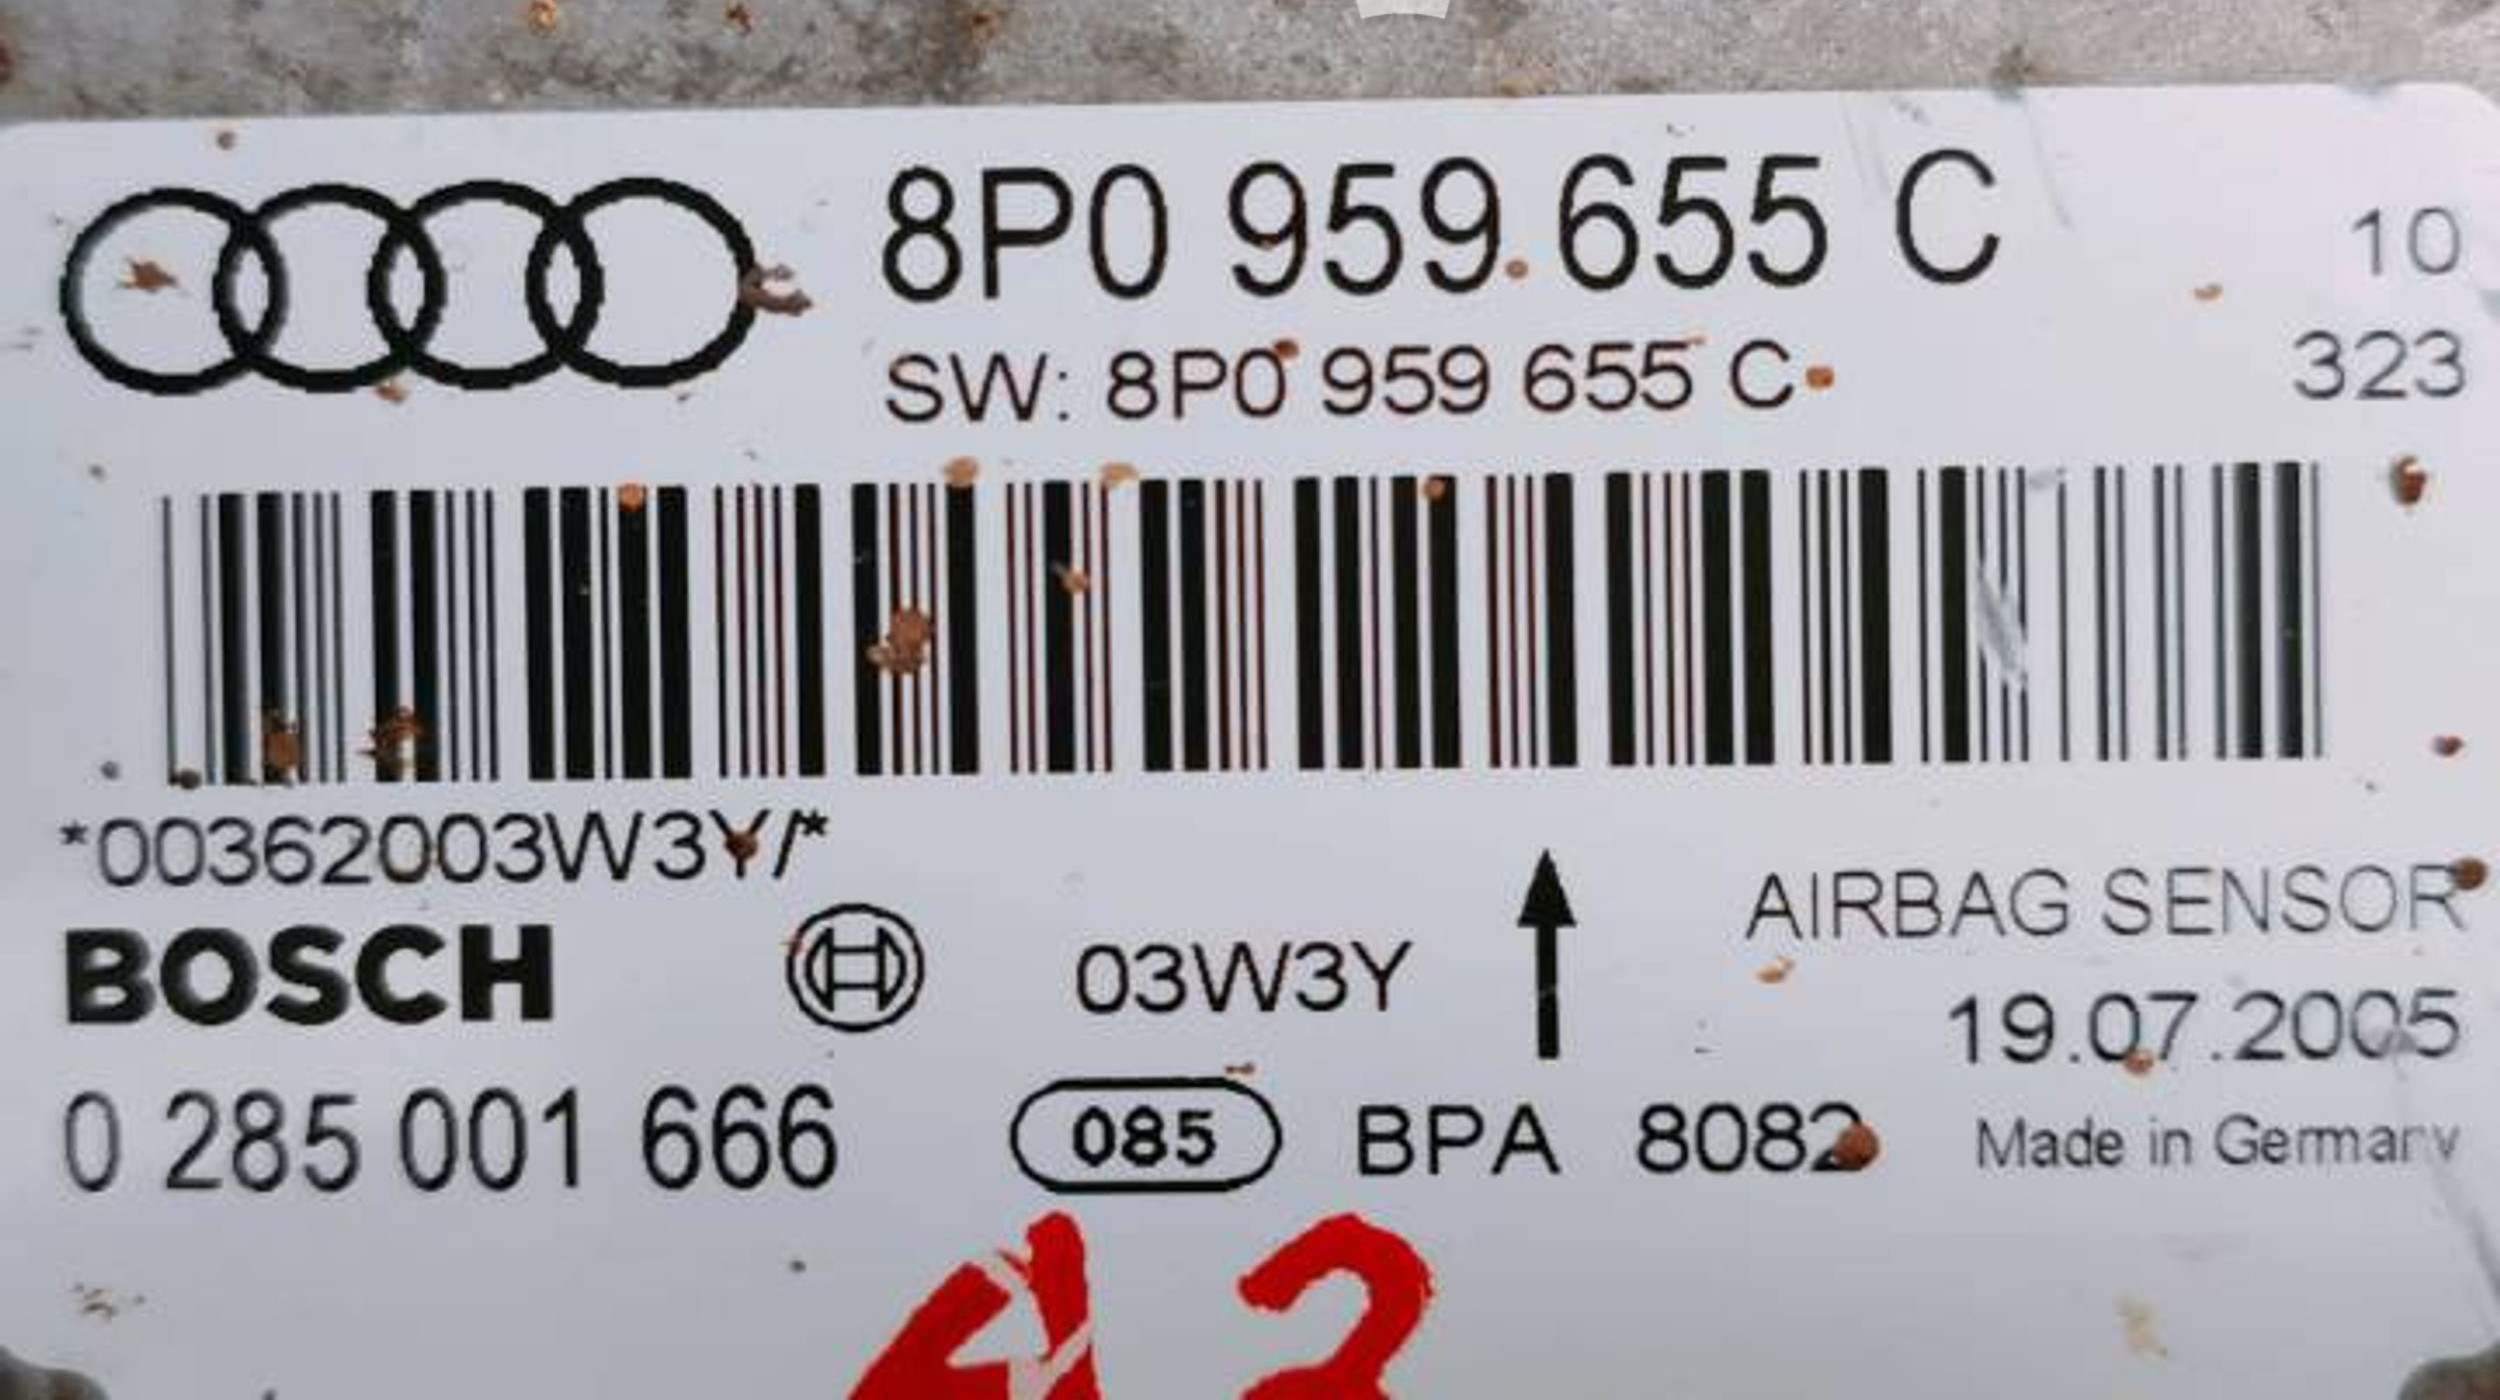 8P0 959 655 C
10
SW: 8P0 959 655 C
323
*00362003W3Y/*
BOSCH
03W3Y
AIRBAG SENSOR
19.07.2005
0 285 001 666
085
BPA 8082
Made in Germany